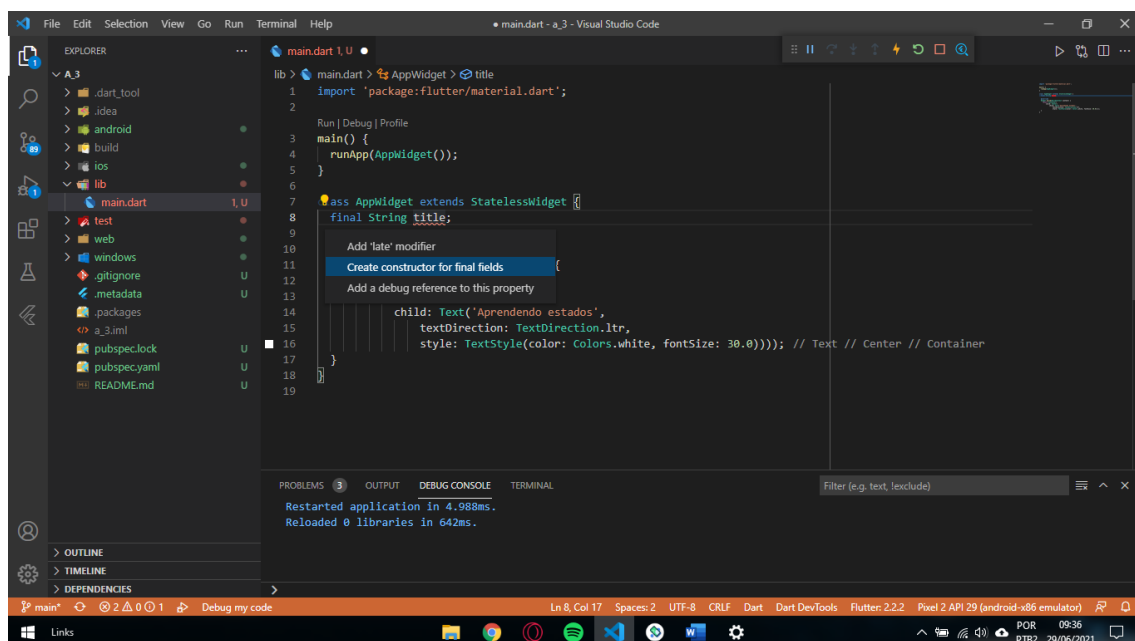 File Edit Selection View Go Run Terminal Help ● main.dart - a_3 - Visual Studio Code
EXPLORER
A_3
.dart_tool
.idea
android
build
ios
lib
main.dart 1, U
test
web
windows
.gitignore U
.metadata U
.packages
a_3.iml
pubspec.lock U
pubspec.yaml U
README.md U
OUTLINE
TIMELINE
DEPENDENCIES
1
89
1
main.dart 1, U ●
lib > main.dart > AppWidget > title
1 import 'package:flutter/material.dart';
2
Run | Debug | Profile
3 main() {
4 runApp(AppWidget());
5 }
6
7 ass AppWidget extends StatelessWidget {
8 final String title;
9
10 Add 'late' modifier
11 Create constructor for final fields {
12 Add a debug reference to this property
13
14 child: Text('Aprendendo estados',
15 textDirection: TextDirection.ltr,
16 style: TextStyle(color: Colors.white, fontSize: 30.0)))); // Text // Center // Container
17 }
18 }
19
PROBLEMS 3 OUTPUT DEBUG CONSOLE TERMINAL Filter (e.g. text, !exclude)
Restarted application in 4.988ms.
Reloaded 0 libraries in 642ms.
>
main* 2 0 1 Debug my code Ln 8, Col 17 Spaces: 2 UTF-8 CRLF Dart Dart DevTools Flutter: 2.2.2 Pixel 2 API 29 (android-x86 emulator)
Links POR 09:36
PTB2 29/06/2021